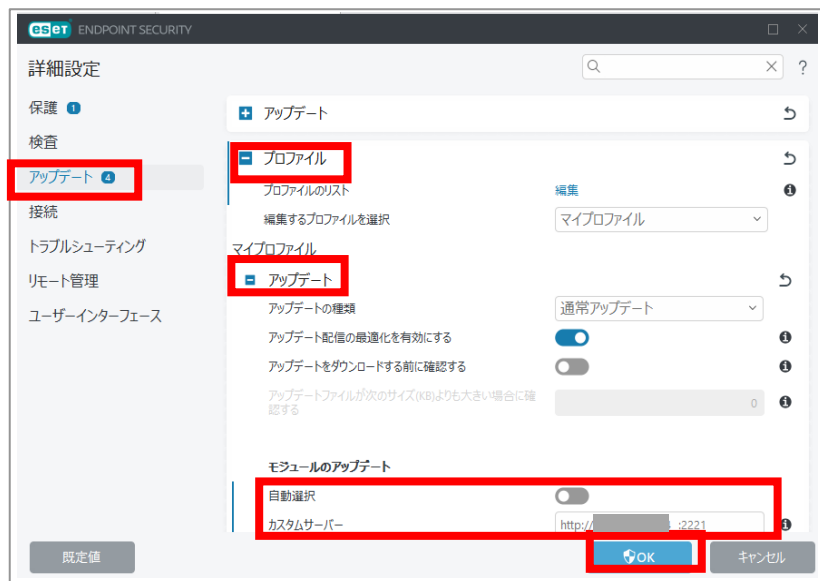 eset ENDPOINT SECURITY
詳細設定
?
保護 1
検査
アップデート 4
接続
トラブルシューティング
リモート管理
ユーザーインターフェース
アップデート
プロファイル
プロファイルのリスト 編集
編集するプロファイルを選択 マイプロファイル
マイプロファイル
アップデート
アップデートの種類 通常アップデート
アップデート配信の最適化を有効にする
アップデートをダウンロードする前に確認する
アップデートファイルが次のサイズ(KB)よりも大きい場合に確
認する 0
モジュールのアップデート
自動選択
カスタムサーバー http:// :2221
既定値 OK キャンセル